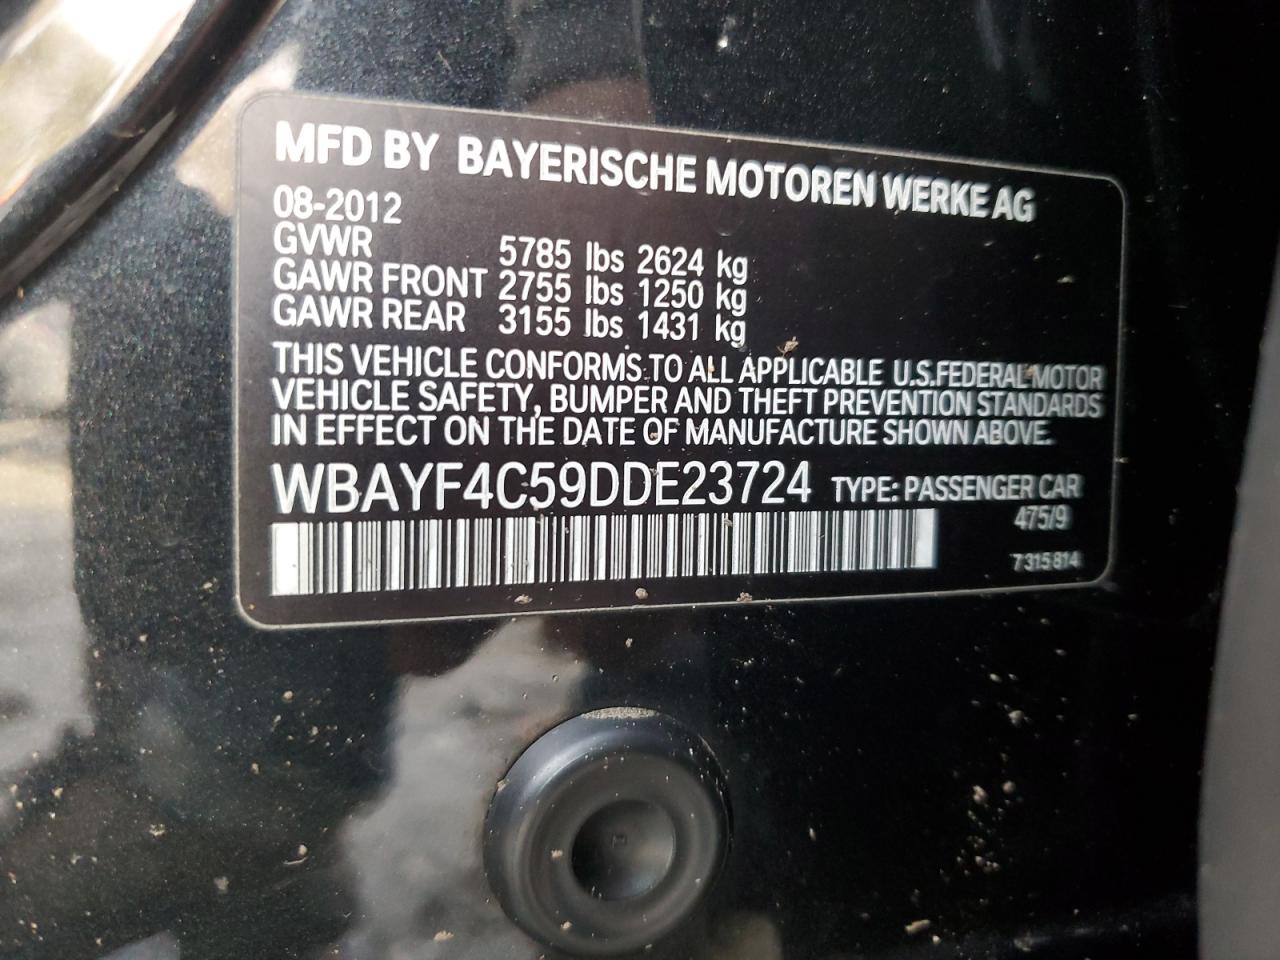 MFD BY BAYERISCHE MOTOREN WERKE AG
08-2012
GVWR 5785 lbs 2624 kg
GAWR FRONT 2755 lbs 1250 kg
GAWR REAR 3155 lbs 1431 kg
THIS VEHICLE CONFORMS TO ALL APPLICABLE U.S.FEDERAL MOTOR
VEHICLE SAFETY, BUMPER AND THEFT PREVENTION STANDARDS
IN EFFECT ON THE DATE OF MANUFACTURE SHOWN ABOVE.
WBAYF4C59DDE23724 TYPE: PASSENGER CAR
475/9
7315814